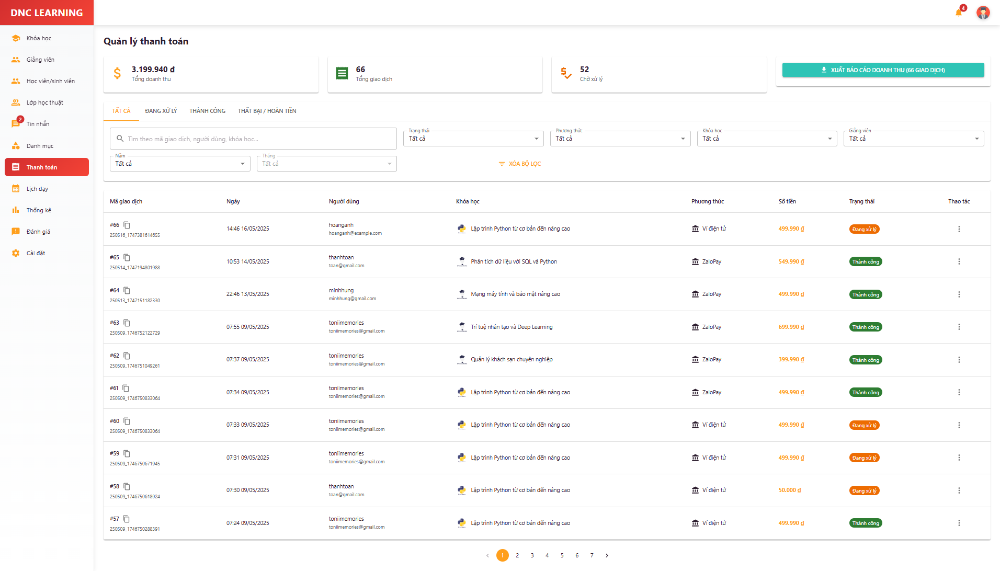 DNC LEARNING
4
Khóa học
Giảng viên
Học viên/sinh viên
Lớp học thuật
2
Tin nhắn
Danh mục
Thanh toán
Lịch dạy
Thống kê
Đánh giá
Cài đặt
Quản lý thanh toán
3.199.940 ₫
Tổng doanh thu
66
Tổng giao dịch
52
Chờ xử lý
XUẤT BÁO CÁO DOANH THU (66 GIAO DỊCH)
TẤT CẢ ĐANG XỬ LÝ THÀNH CÔNG THẤT BẠI / HOÀN TIỀN
Tìm theo mã giao dịch, người dùng, khóa học...
Trạng thái
Tất cả
Phương thức
Tất cả
Khóa học
Tất cả
Giảng viên
Tất cả
Năm
Tất cả
Tháng
Tất cả
XÓA BỘ LỌC
Mã giao dịch Ngày Người dùng Khóa học Phương thức Số tiền Trạng thái Thao tác
#66
250516_1747381614655
14:46 16/05/2025
hoanganh
hoanganh@example.com
Lập trình Python từ cơ bản đến nâng cao
Ví điện tử
499.990 ₫
Đang xử lý
#65
250514_1747194801988
10:53 14/05/2025
thanhtoan
toan@gmail.com
Phân tích dữ liệu với SQL và Python
ZaloPay
549.990 ₫
Thành công
#64
250513_1747151182330
22:46 13/05/2025
minhhung
minhhung@gmail.com
Mạng máy tính và bảo mật nâng cao
ZaloPay
499.990 ₫
Thành công
#63
250509_1746752122729
07:55 09/05/2025
toniimemories
toniimemories@gmail.com
Trí tuệ nhân tạo và Deep Learning
ZaloPay
699.990 ₫
Thành công
#62
250509_1746751049261
07:37 09/05/2025
toniimemories
toniimemories@gmail.com
Quản lý khách sạn chuyên nghiệp
ZaloPay
399.990 ₫
Thành công
#61
250509_1746750833064
07:34 09/05/2025
toniimemories
toniimemories@gmail.com
Lập trình Python từ cơ bản đến nâng cao
ZaloPay
499.990 ₫
Thành công
#60
250509_1746750833064
07:33 09/05/2025
toniimemories
toniimemories@gmail.com
Lập trình Python từ cơ bản đến nâng cao
Ví điện tử
499.990 ₫
Đang xử lý
#59
250509_1746750671945
07:31 09/05/2025
toniimemories
toniimemories@gmail.com
Lập trình Python từ cơ bản đến nâng cao
Ví điện tử
499.990 ₫
Đang xử lý
#58
250509_1746750618924
07:30 09/05/2025
thanhtoan
toan@gmail.com
Lập trình Python từ cơ bản đến nâng cao
Ví điện tử
50.000 ₫
Đang xử lý
#57
250509_1746750288391
07:24 09/05/2025
toniimemories
toniimemories@gmail.com
Lập trình Python từ cơ bản đến nâng cao
Ví điện tử
499.990 ₫
Thành công
1 2 3 4 5 6 7